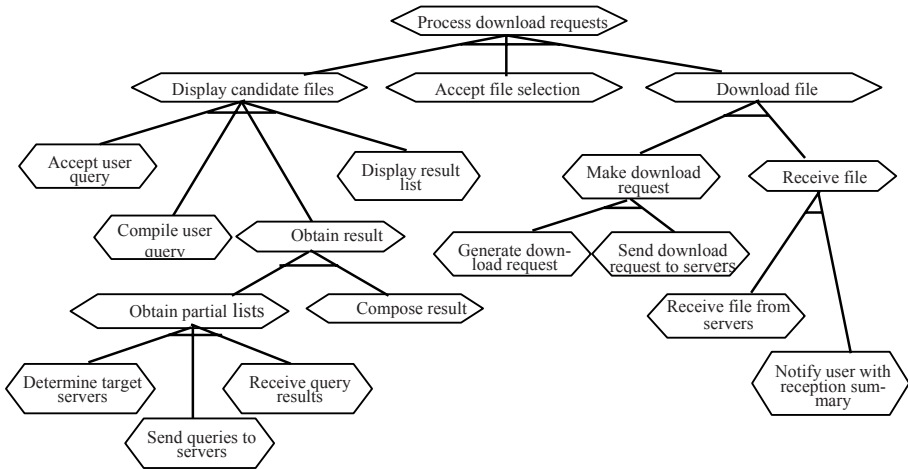 Process download requests
Display candidate files
Accept file selection
Download file
Accept user
query
Display result
list
Make download
request
Receive file
Compile user
query
Obtain result
Generate down-
load request
Send download
request to servers
Obtain partial lists
Compose result
Receive file from
servers
Determine target
servers
Receive query
results
Notify user with
reception sum-
mary
Send queries to
servers